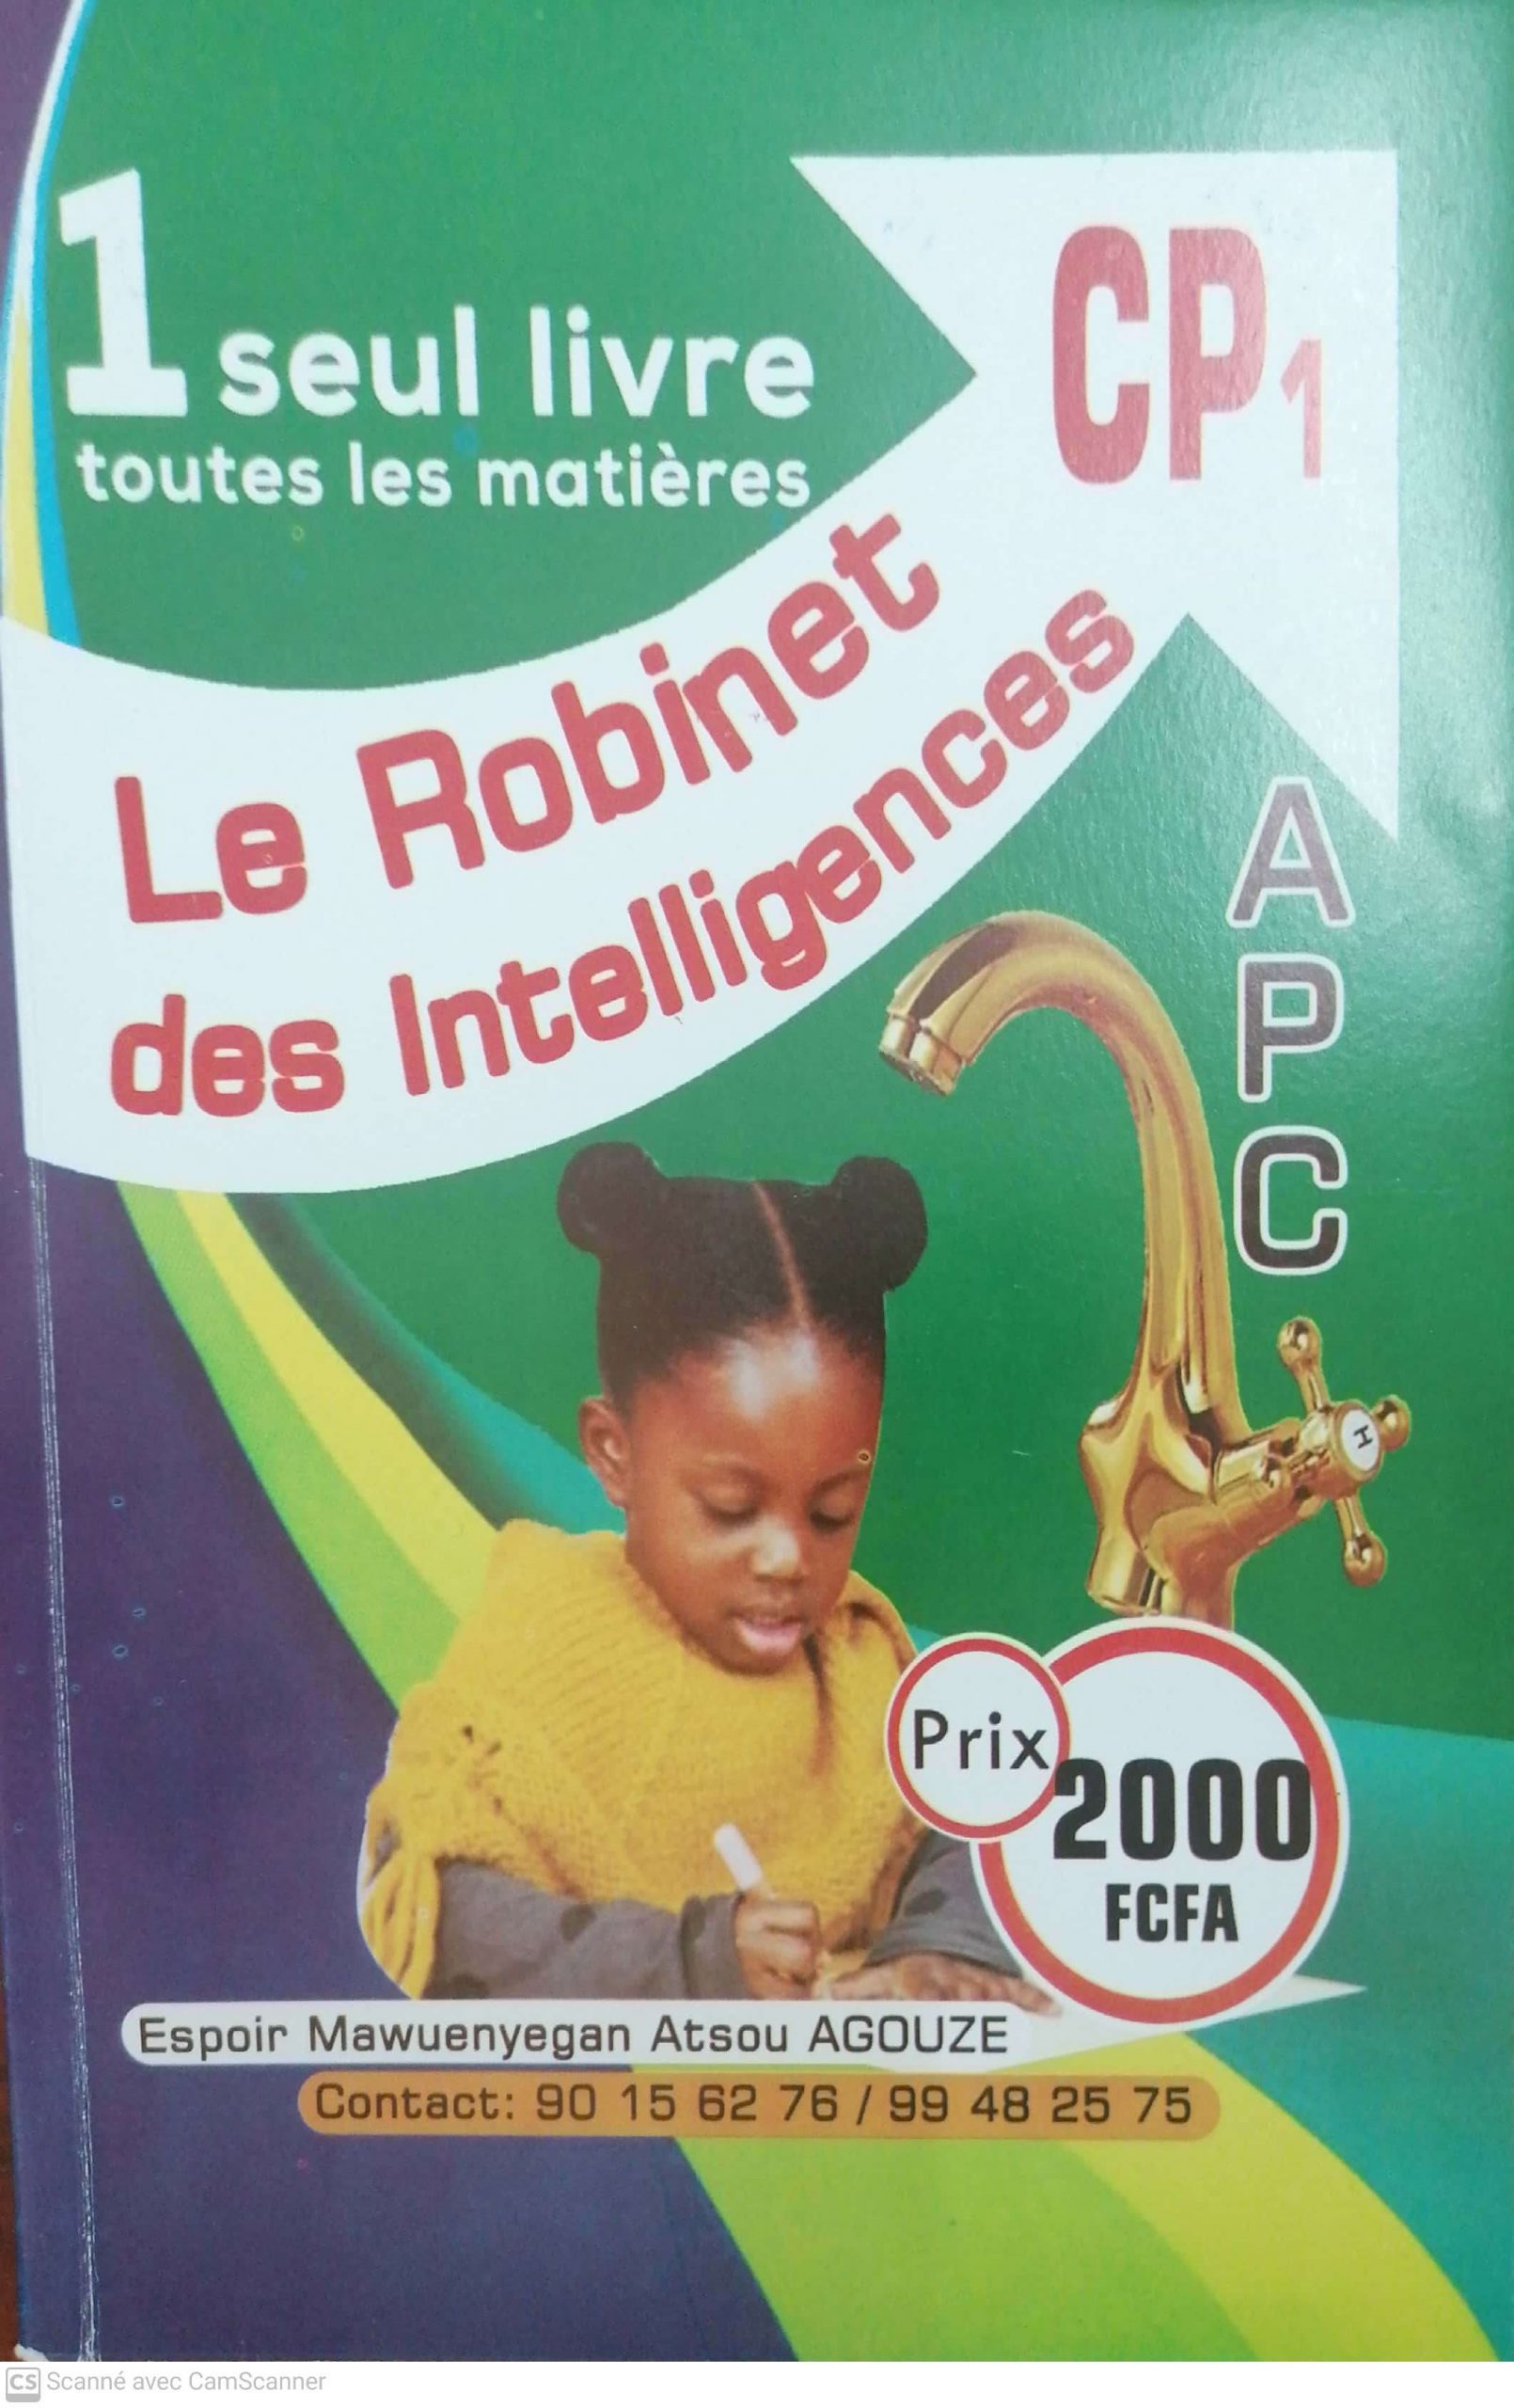 1 seul livre
toutes les matières
CP1
Le Robinet
des Intelligences
APC
H
Prix
2000
FCFA
Espoir Mawuenyegan Atsou AGOUZE
Contact: 90 15 62 76 / 99 48 25 75
CS Scanné avec CamScanner